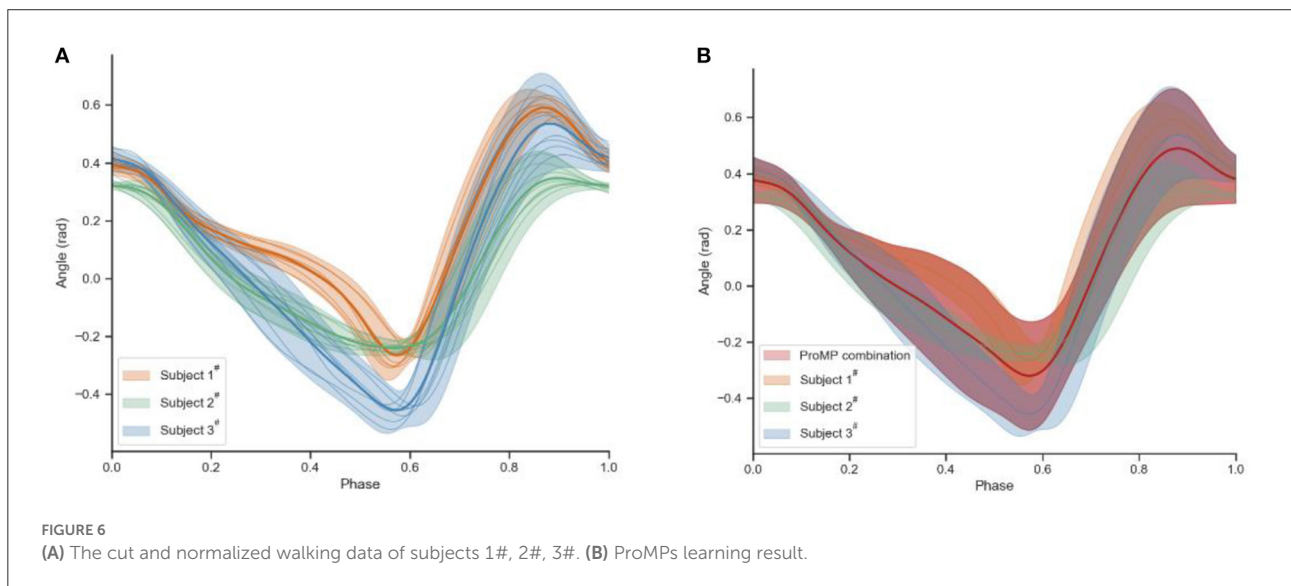 A
B
Angle (rad)
0.6
0.4
0.2
0.0
−0.2
−0.4
Subject 1#
Subject 2#
Subject 3#
0.0 0.2 0.4 0.6 0.8 1.0
Phase
Angle (rad)
0.6
0.4
0.2
0.0
−0.2
−0.4
ProMP combination
Subject 1#
Subject 2#
Subject 3#
0.0 0.2 0.4 0.6 0.8 1.0
Phase
FIGURE 6
(A) The cut and normalized walking data of subjects 1#, 2#, 3#. (B) ProMPs learning result.